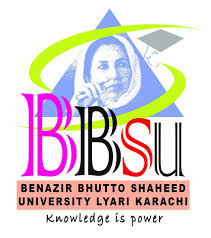 BBSU
BENAZIR BHUTTO SHAHEED
UNIVERSITY LYARI KARACHI
Knowledge is power